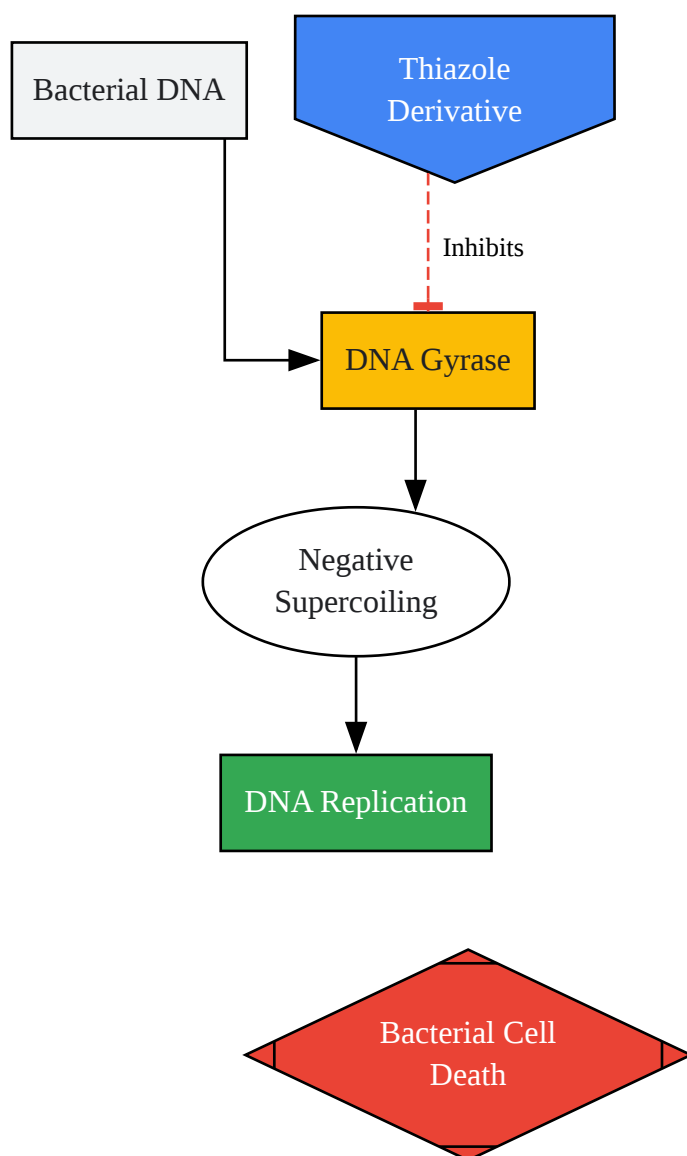 Bacterial DNA
Thiazole
Derivative
Inhibits
DNA Gyrase
Negative
Supercoiling
DNA Replication
Bacterial Cell
Death